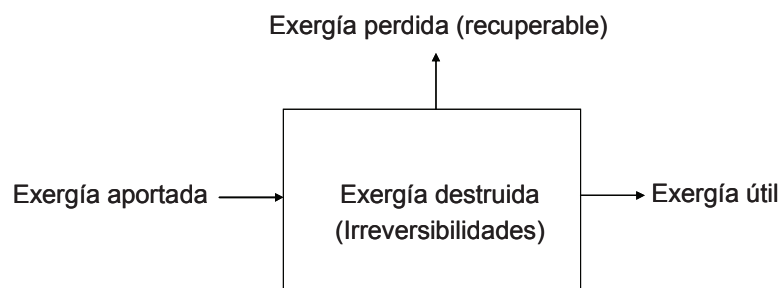 Exergía perdida (recuperable)
Exergía aportada
Exergía destruida
(Irreversibilidades)
Exergía útil